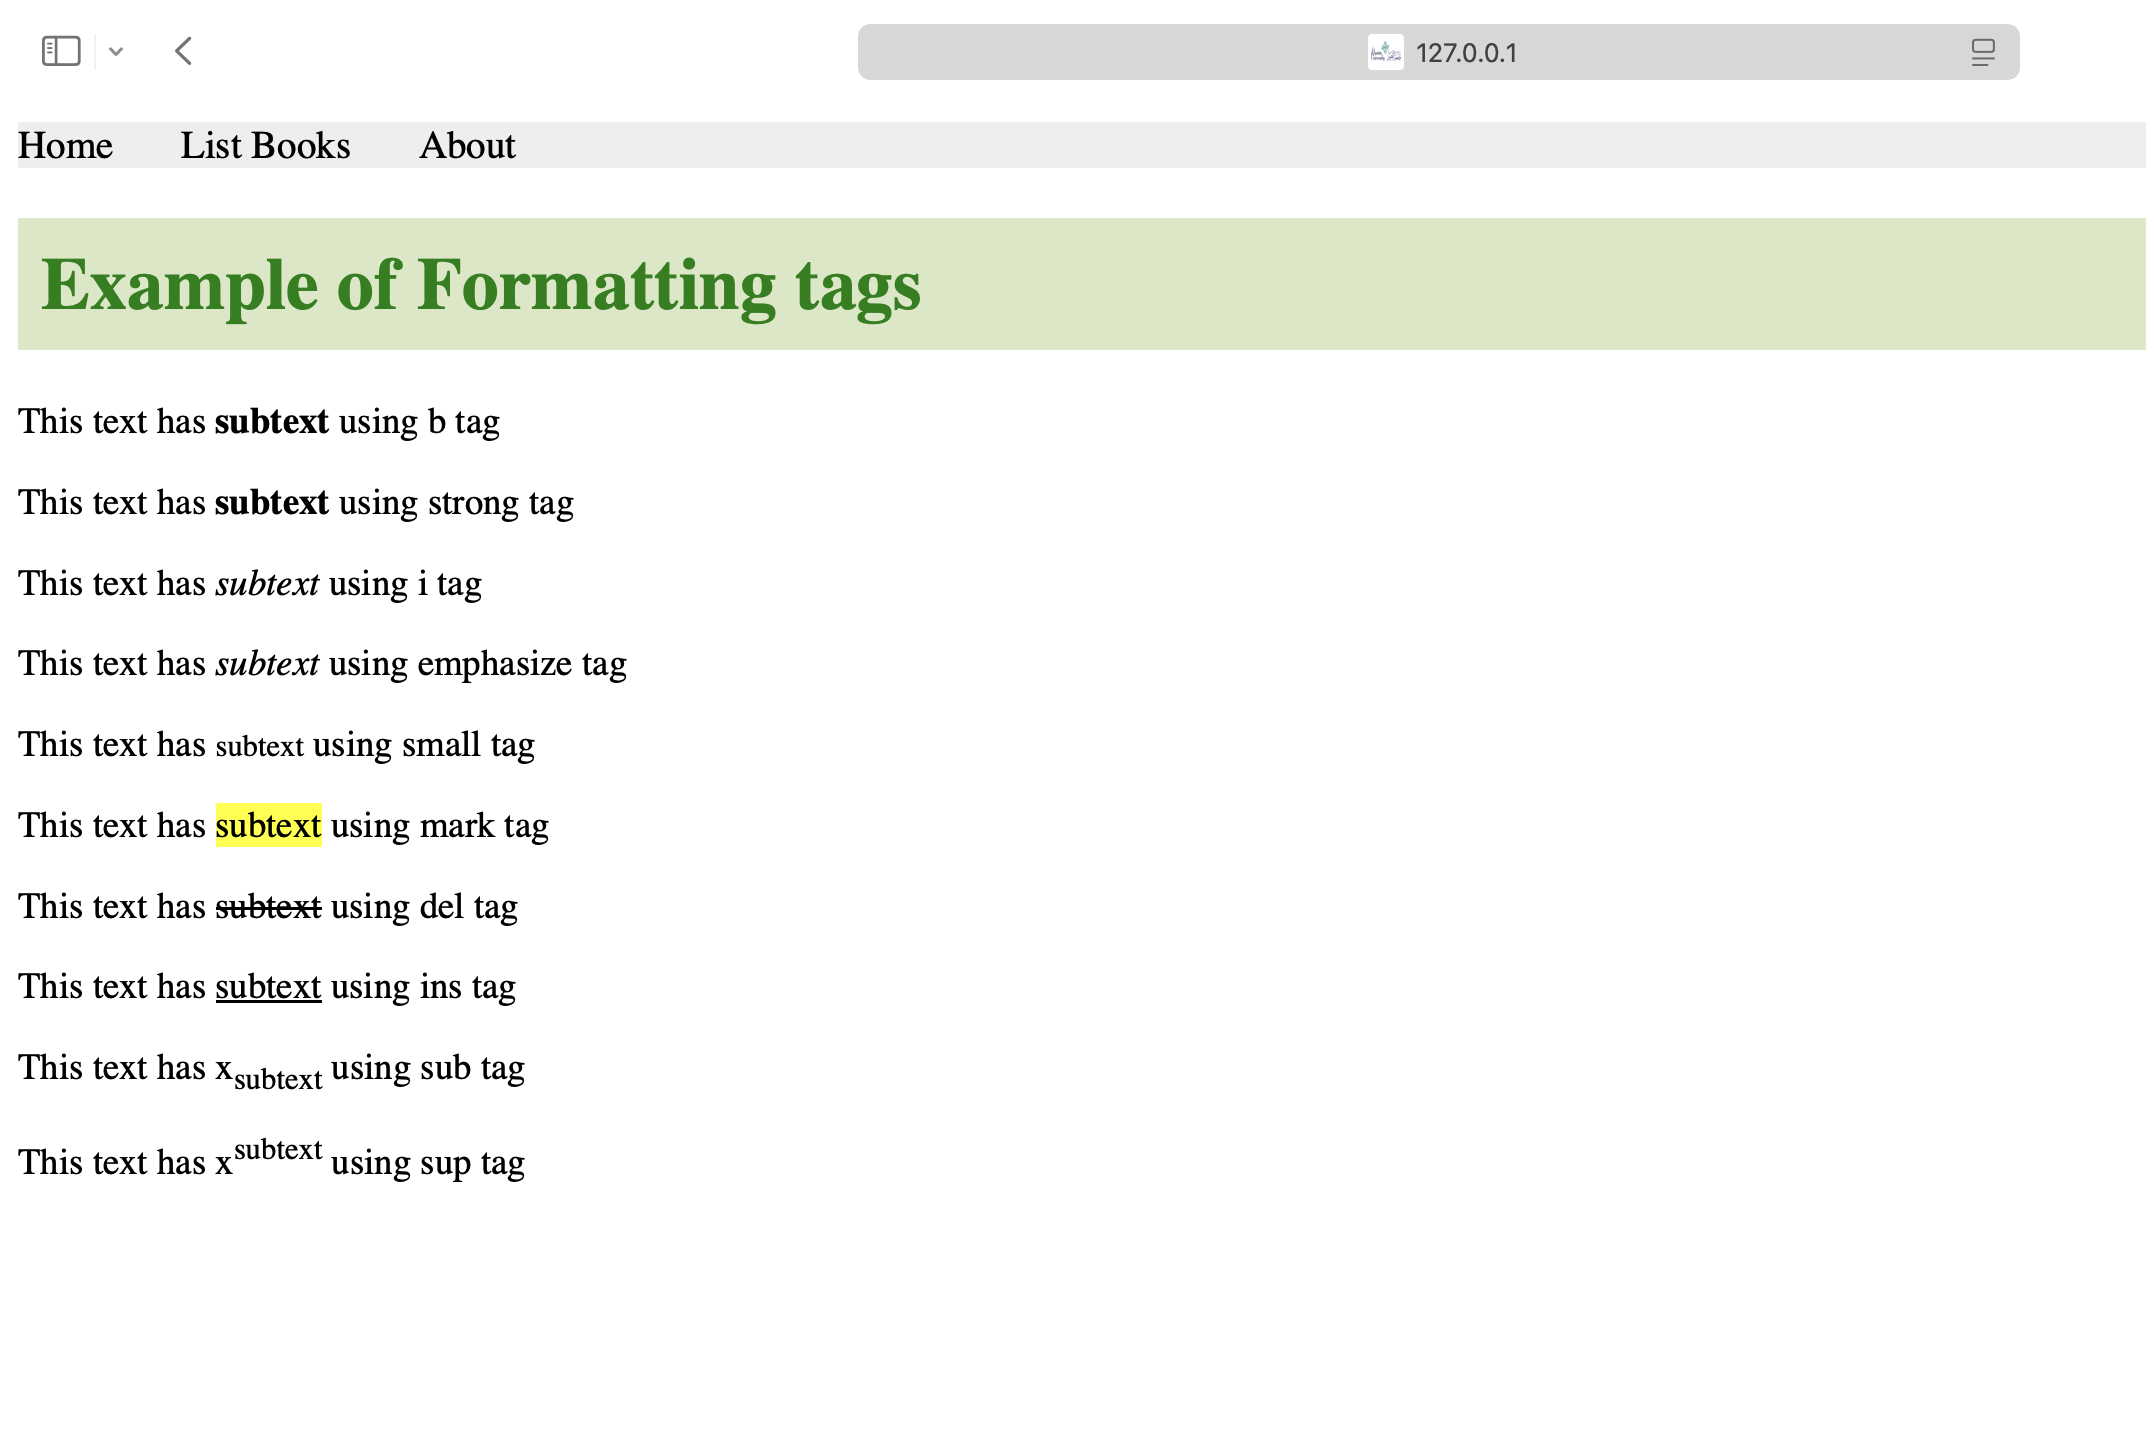 127.0.0.1
Home List Books About
Example of Formatting tags
This text has subtext using b tag
This text has subtext using strong tag
This text has subtext using i tag
This text has subtext using emphasize tag
This text has subtext using small tag
This text has subtext using mark tag
This text has subtext using del tag
This text has subtext using ins tag
This text has xsubtext using sub tag
This text has xsubtext using sup tag